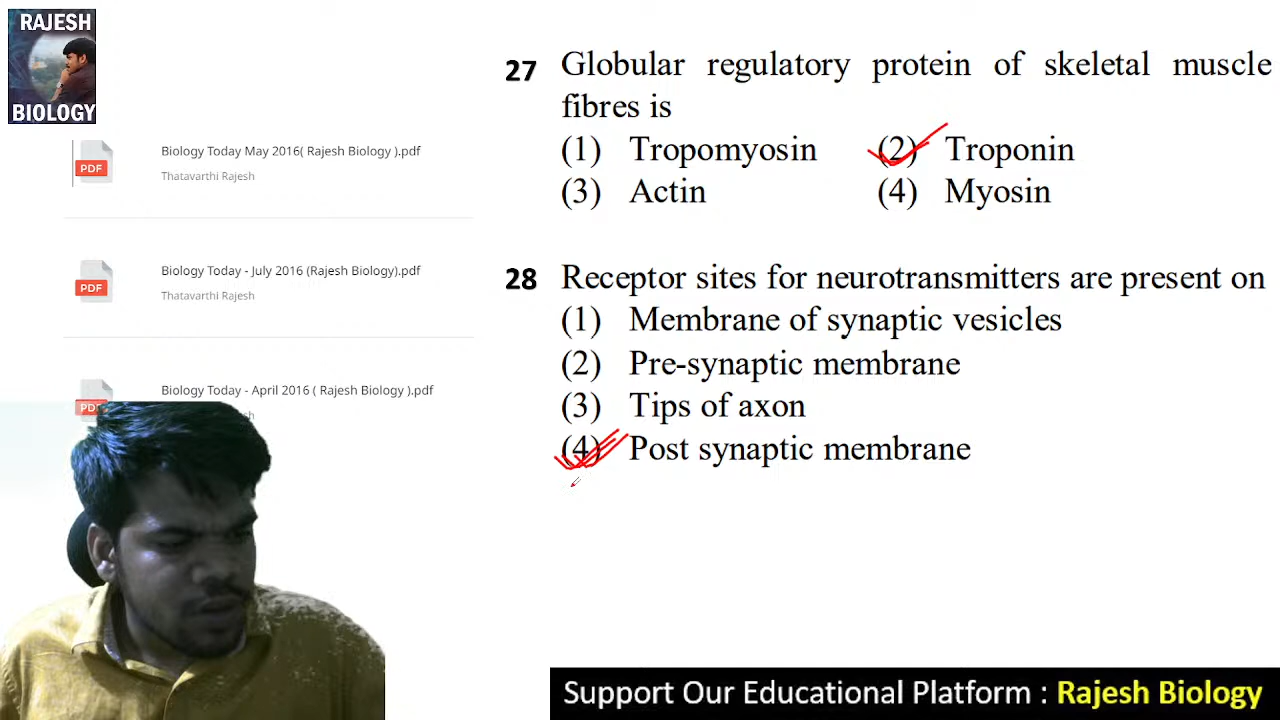 RAJESH
BIOLOGY
Biology Today May 2016( Rajesh Biology ).pdf
PDF
Thatavarthi Rajesh
Biology Today - July 2016 (Rajesh Biology).pdf
PDF
Thatavarthi Rajesh
Biology Today - April 2016 ( Rajesh Biology ).pdf
27 Globular regulatory protein of skeletal muscle
fibres is
(1) Tropomyosin (2) Troponin
(3) Actin (4) Myosin
28 Receptor sites for neurotransmitters are present on
(1) Membrane of synaptic vesicles
(2) Pre-synaptic membrane
(3) Tips of axon
(4) Post synaptic membrane
Support Our Educational Platform : Rajesh Biology